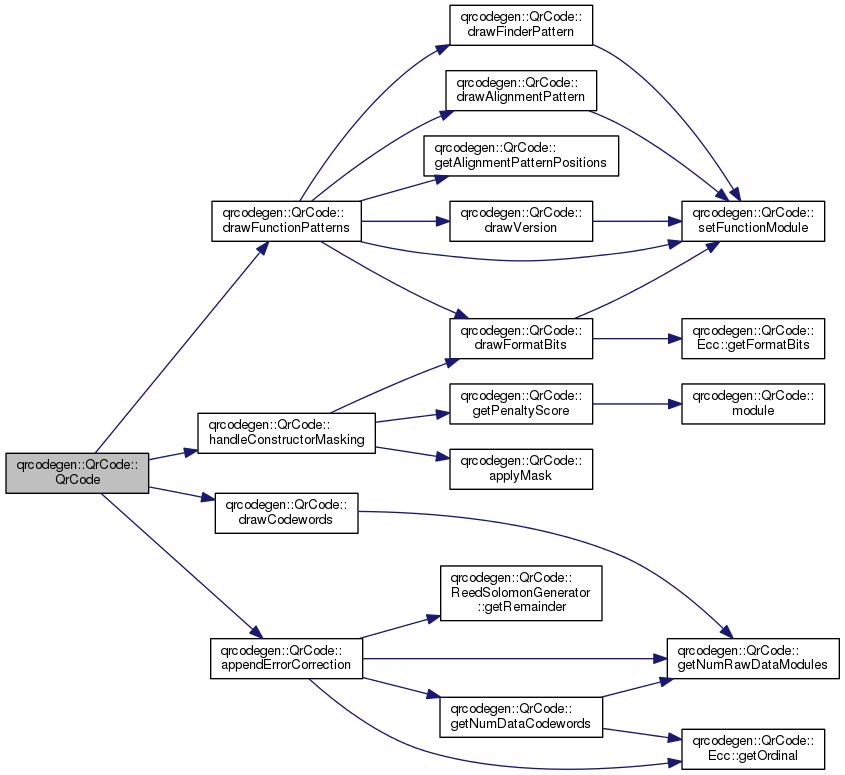 qrcodegen::QrCode::
drawFinderPattern
qrcodegen::QrCode::
drawAlignmentPattern
qrcodegen::QrCode::
getAlignmentPatternPositions
qrcodegen::QrCode::
drawFunctionPatterns
qrcodegen::QrCode::
drawVersion
qrcodegen::QrCode::
setFunctionModule
qrcodegen::QrCode::
drawFormatBits
qrcodegen::QrCode::
Ecc::getFormatBits
qrcodegen::QrCode::
handleConstructorMasking
qrcodegen::QrCode::
getPenaltyScore
qrcodegen::QrCode::
module
qrcodegen::QrCode::
QrCode
qrcodegen::QrCode::
applyMask
qrcodegen::QrCode::
drawCodewords
qrcodegen::QrCode::
ReedSolomonGenerator
::getRemainder
qrcodegen::QrCode::
appendErrorCorrection
qrcodegen::QrCode::
getNumRawDataModules
qrcodegen::QrCode::
getNumDataCodewords
qrcodegen::QrCode::
Ecc::getOrdinal